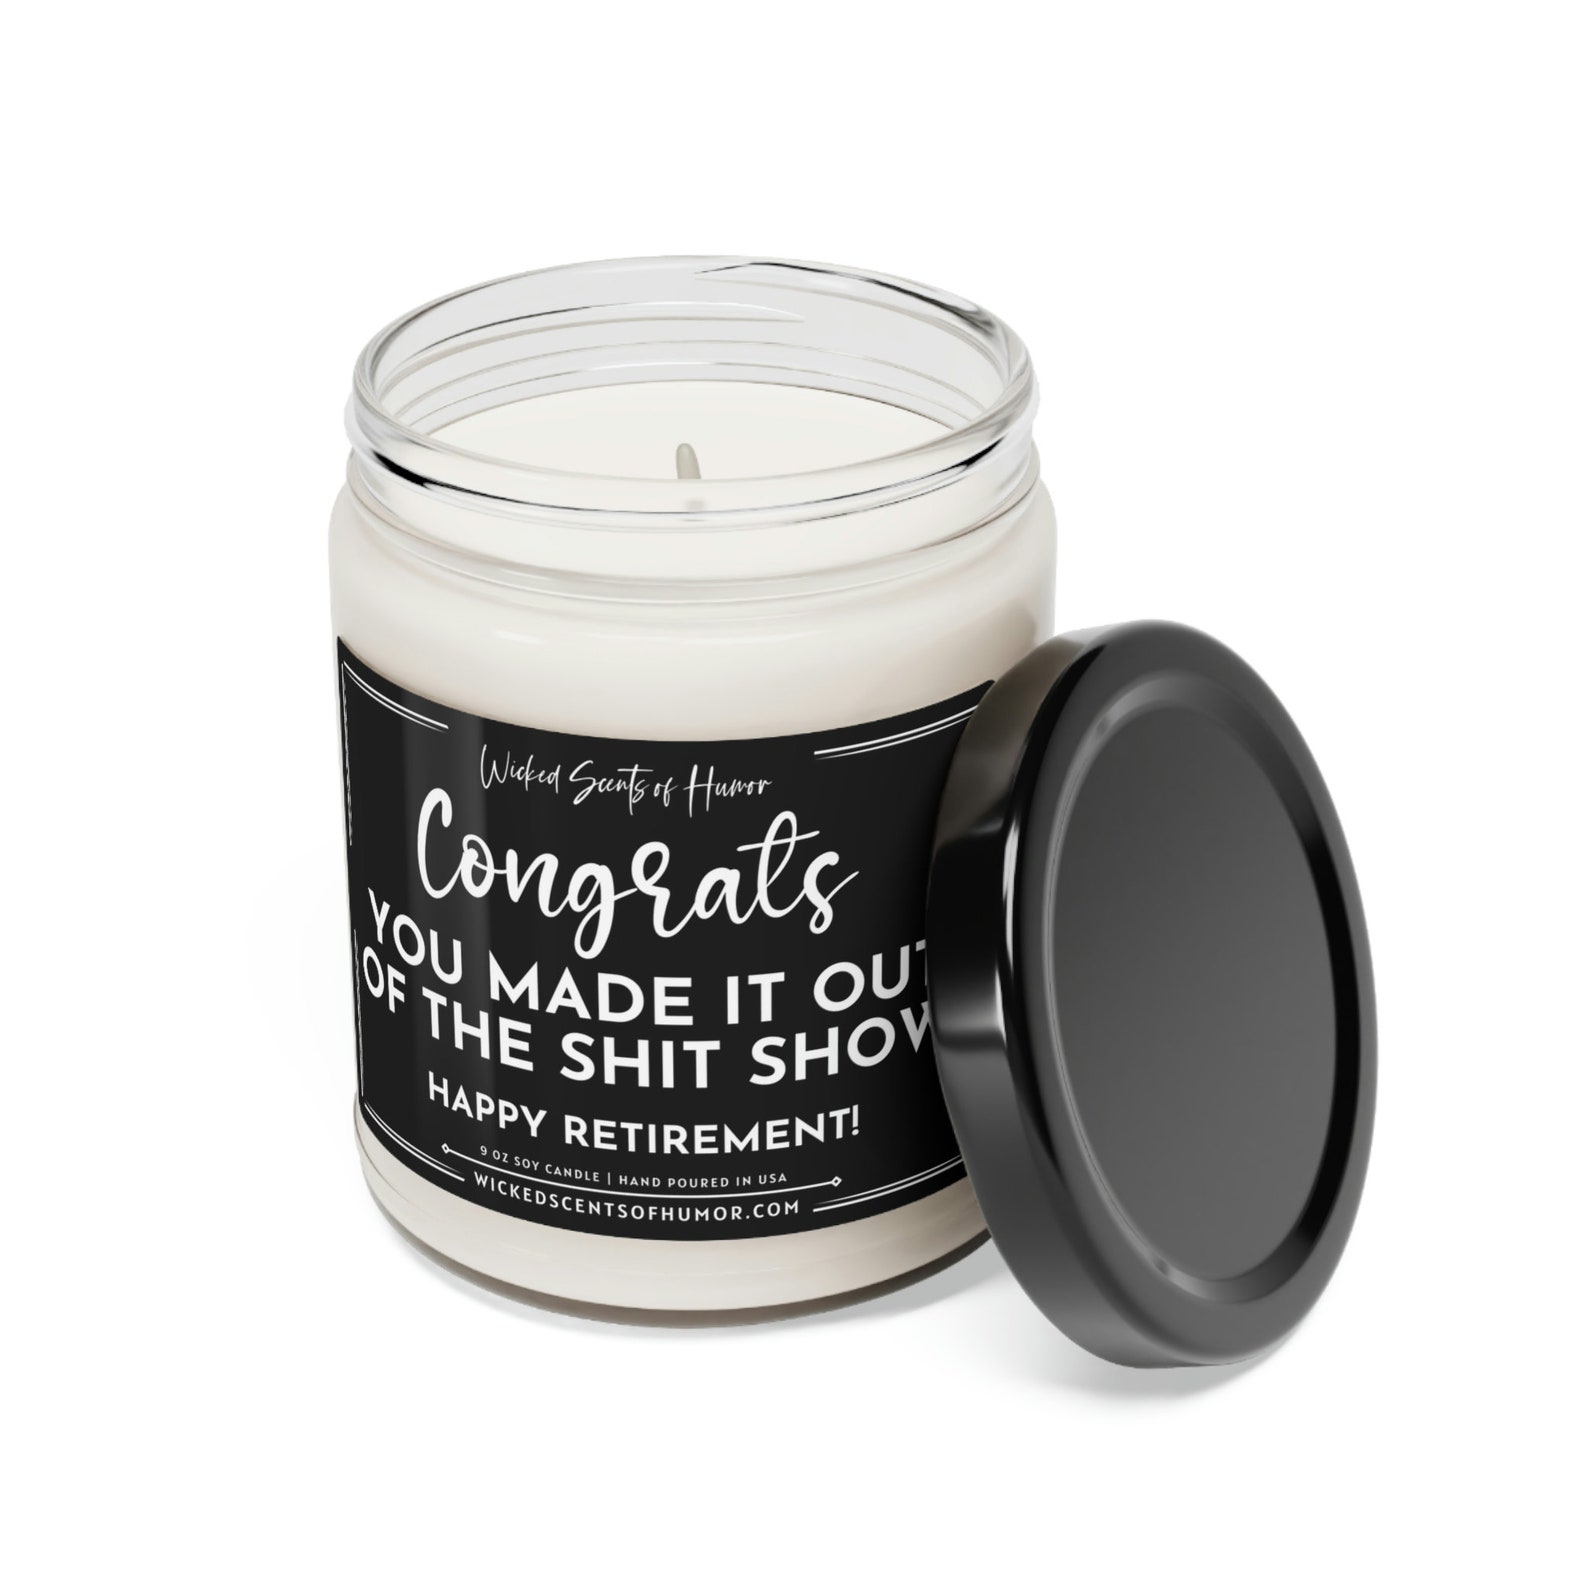 Wicked Scents of Humor
Congrats
YOU MADE IT OUT
OF THE SHIT SHOW
HAPPY RETIREMENT!
9 OZ SOY CANDLE | HAND POURED IN USA
WICKEDSCENTSOFHUMOR.COM